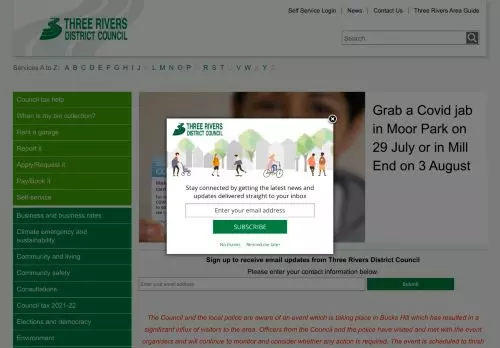 Self Service Login | News | Contact Us | Three Rivers Area Guide
THREE RIVERS
DISTRICT COUNCIL
Search
Services A to Z: A B C D E F G H I J K L M N O P Q R S T U V W X Y Z
Council tax help
When is my bin collection?
Rent a garage
Report it
Apply/Request it
Pay/Book it
Self-service
Business and business rates
Climate emergency and
sustainability
Community and living
Community safety
Consultations
Council tax 2021-22
Elections and democracy
Environment
Grab a Covid jab
in Moor Park on
29 July or in Mill
End on 3 August
THREE RIVERS
DISTRICT COUNCIL
Stay connected by getting the latest news and
updates delivered straight to your inbox
Enter your email address
SUBSCRIBE
No thanks Remind me later
Sign up to receive email updates from Three Rivers District Council
Please enter your contact information below.
Enter your email address
Submit
The Council and the local police are aware of an event which is taking place in Bucks Hill which has resulted in a
significant influx of visitors to the area. Officers from the Council and the police have visited and met with the event
organisers and will continue to monitor and consider whether any action is required. The event is scheduled to finish